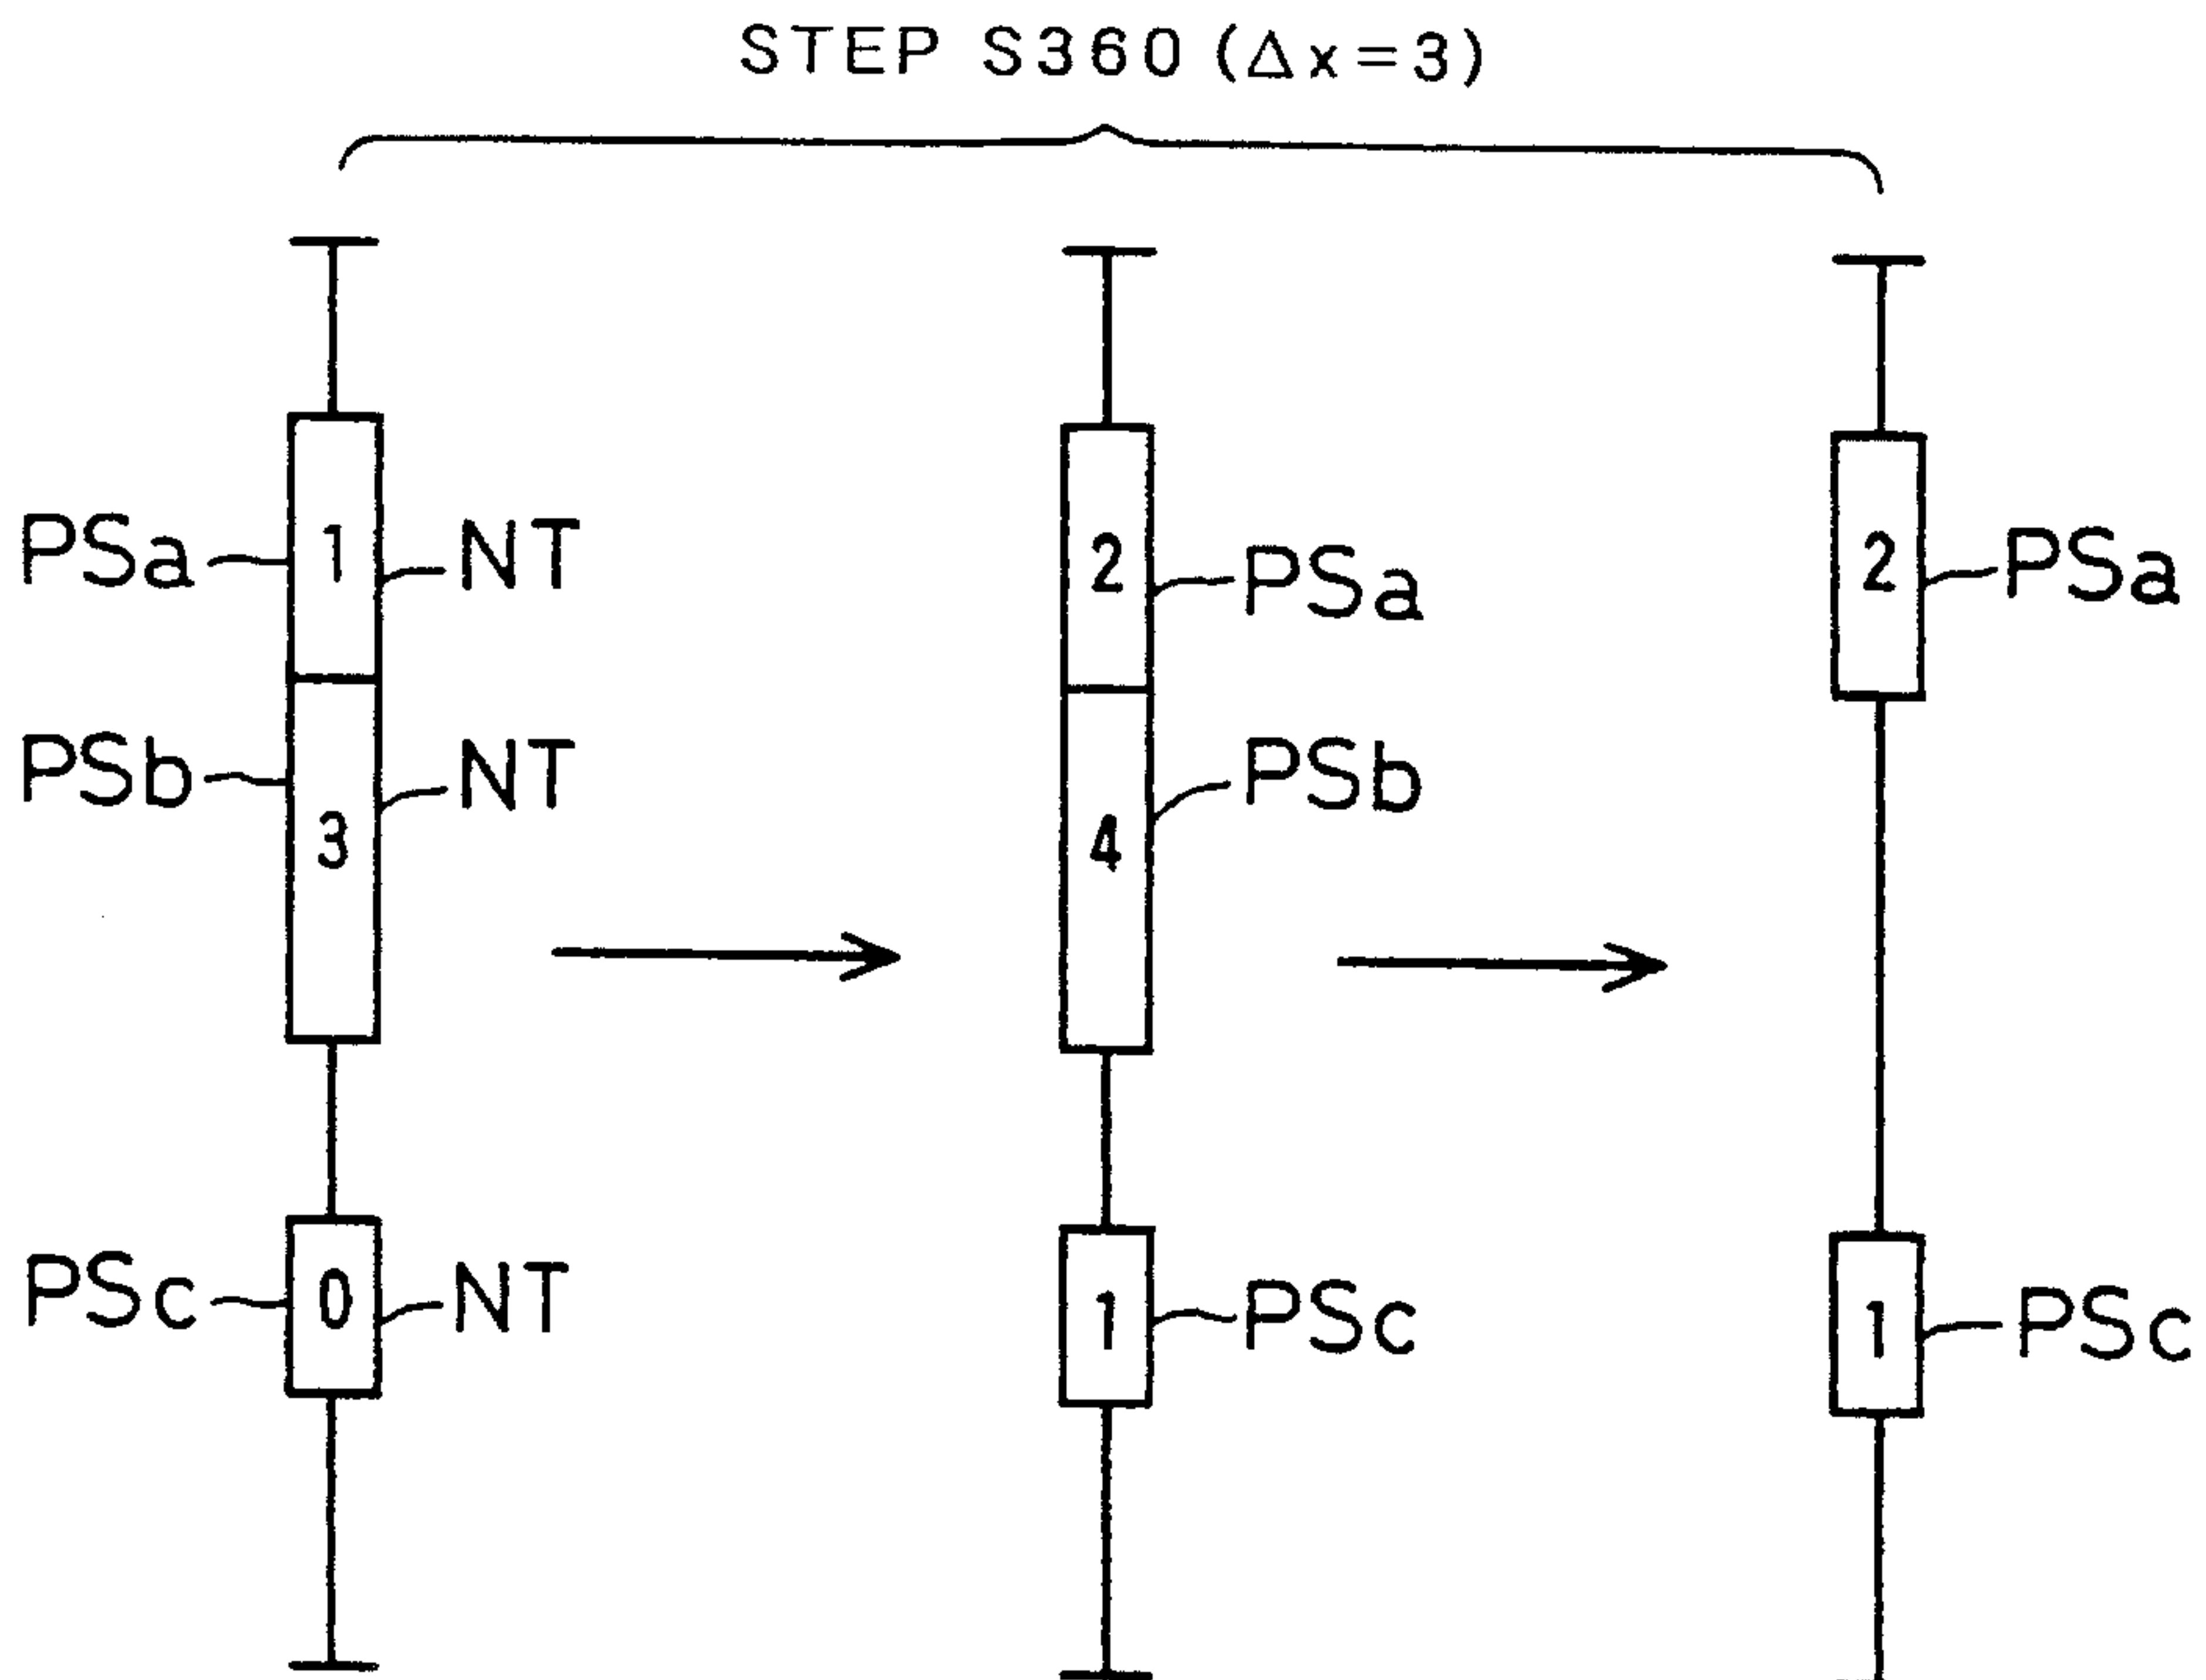 STEP S360 (Δx=3)
PSa 1 NT 2 PSa 2 PSa
PSb 3 NT 4 PSb
PSc 0 NT 1 PSc 1 PSc